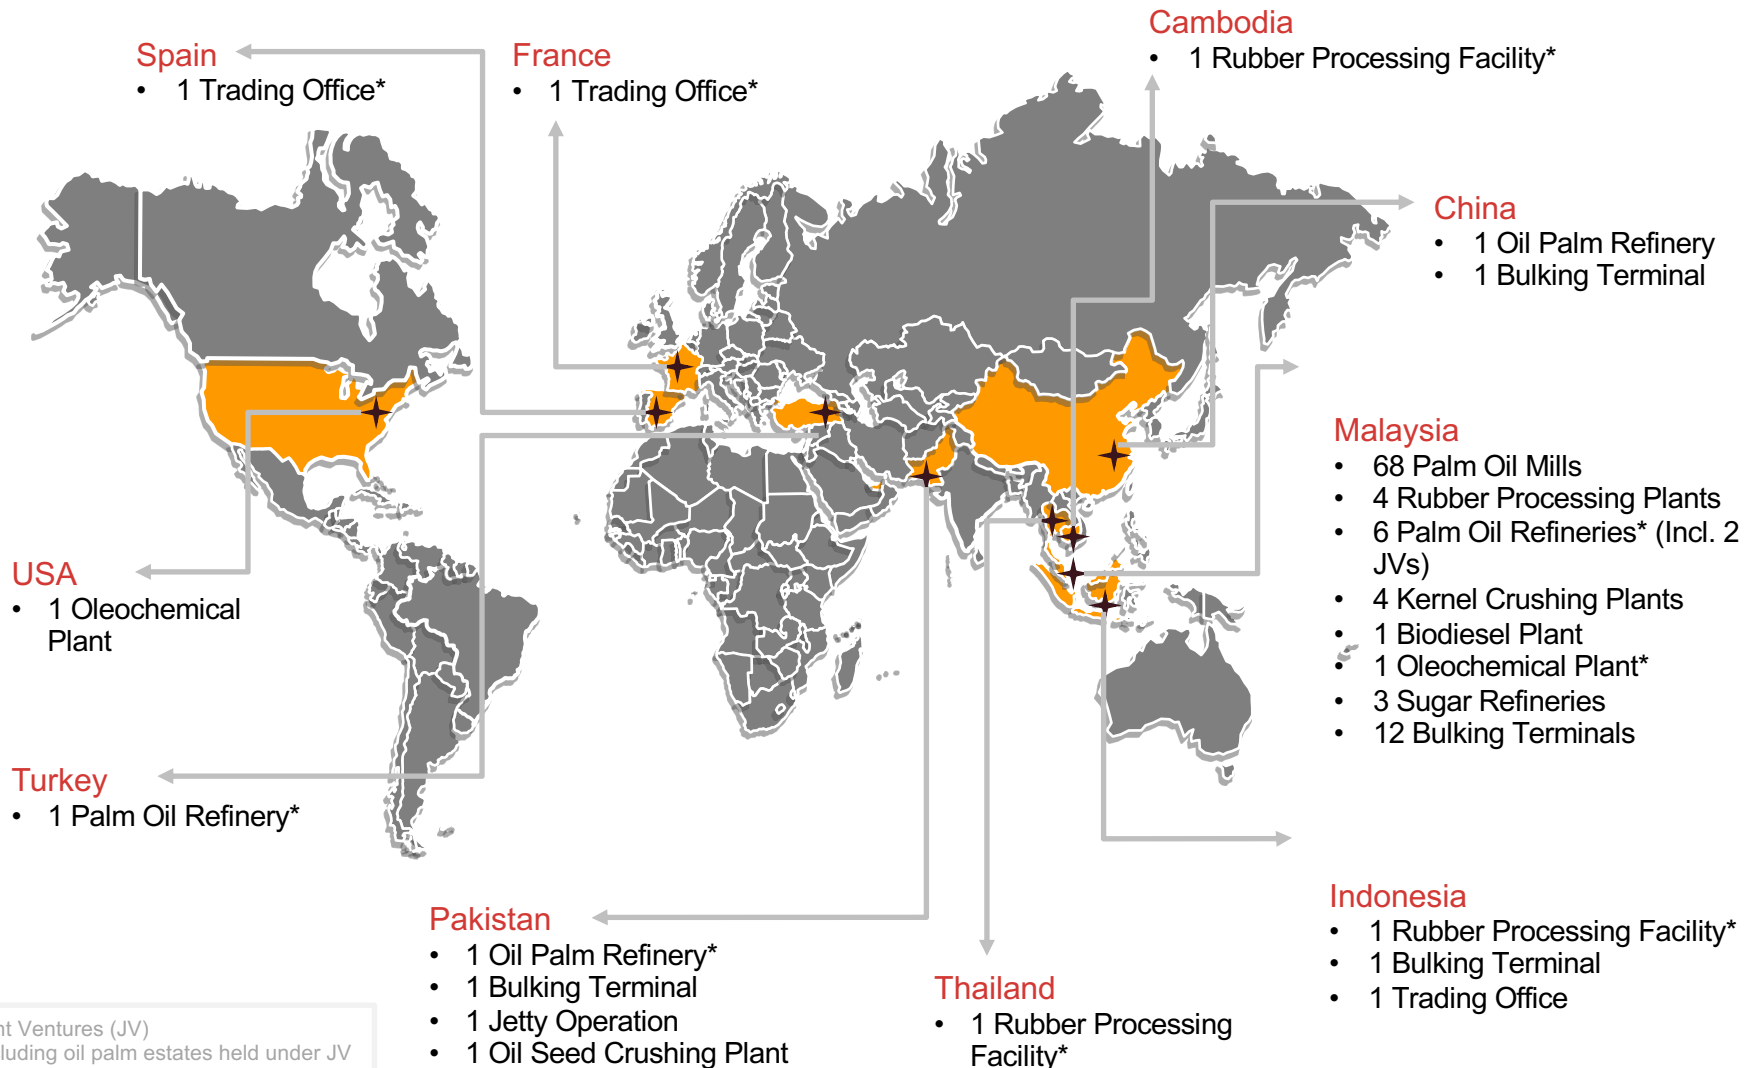 Cambodia
• 1 Rubber Processing Facility*
Spain
• 1 Trading Office*
France
• 1 Trading Office*
China
• 1 Oil Palm Refinery
• 1 Bulking Terminal
Malaysia
• 68 Palm Oil Mills
• 4 Rubber Processing Plants
• 6 Palm Oil Refineries* (Incl. 2
JVs)
• 4 Kernel Crushing Plants
• 1 Biodiesel Plant
• 1 Oleochemical Plant*
• 3 Sugar Refineries
• 12 Bulking Terminals
USA
• 1 Oleochemical
Plant
Turkey
• 1 Palm Oil Refinery*
Pakistan
• 1 Oil Palm Refinery*
• 1 Bulking Terminal
• 1 Jetty Operation
• 1 Oil Seed Crushing Plant
Thailand
• 1 Rubber Processing
Facility*
Indonesia
• 1 Rubber Processing Facility*
• 1 Bulking Terminal
• 1 Trading Office
Ventures (JV)
oil palm estates held under JV